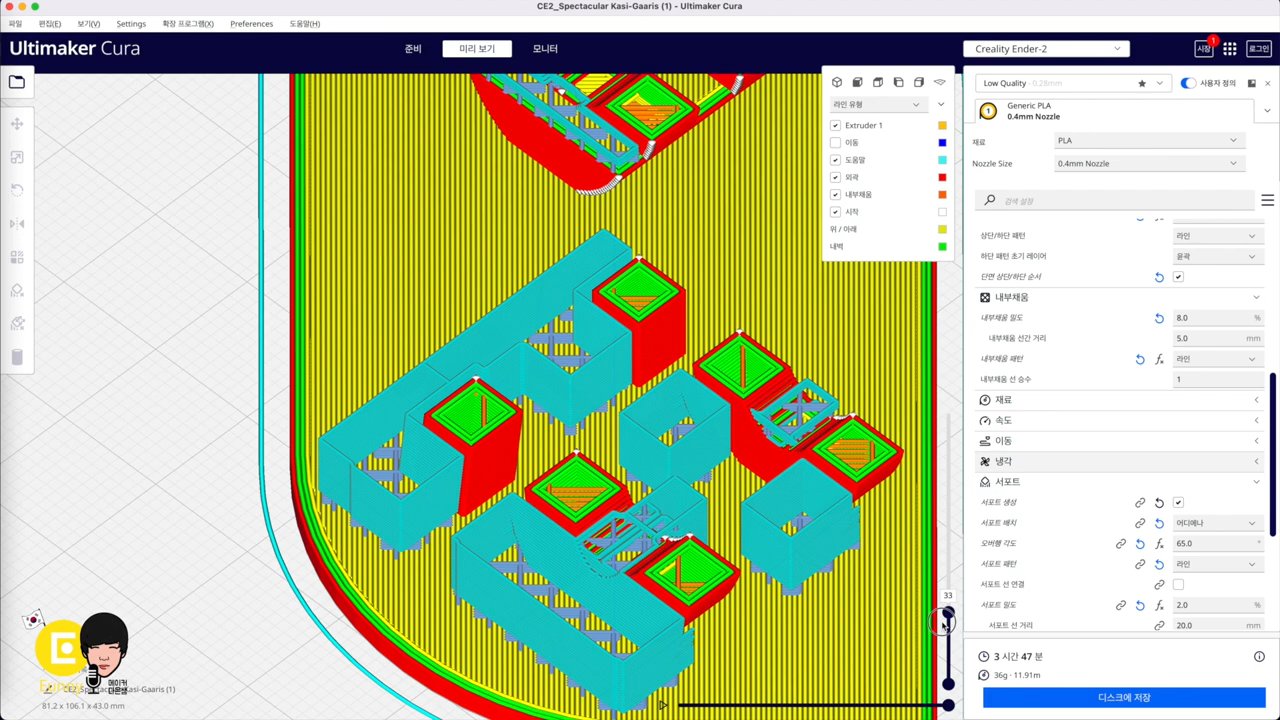 CE2_Spectacular Kasi-Gaaris (1) - Ultimaker Cura
파일 편집(E) 보기(V) Settings 확장 프로그램(X) Preferences 도움말(H)
Ultimaker Cura
준비 미리 보기 모니터
Creality Ender-2
시장 1 로그인
라인 유형
Extruder 1
이동
도움말
외곽
내부채움
시작
위 / 아래
내벽
Low Quality - 0.28mm
사용자 정의
1
Generic PLA
0.4mm Nozzle
재료 PLA
Nozzle Size 0.4mm Nozzle
검색 설정
상단/하단 패턴 라인
하단 패턴 초기 레이어 윤곽
단면 상단/하단 순서
내부채움
내부채움 밀도 8.0 %
내부채움 선간 거리 5.0 mm
내부채움 패턴 라인
내부채움 선 승수 1
재료
속도
이동
냉각
서포트
서포트 생성
서포트 배치 어디에나
오버행 각도 65.0 °
서포트 패턴 라인
서포트 선 연결
서포트 밀도 2.0 %
서포트 선 거리 20.0 mm
33
3 시간 47 분
36g · 11.91m
디스크에 저장
메이커
CE2_Spectacular Kasi-Gaaris (1)
81.2 x 106.1 x 43.0 mm